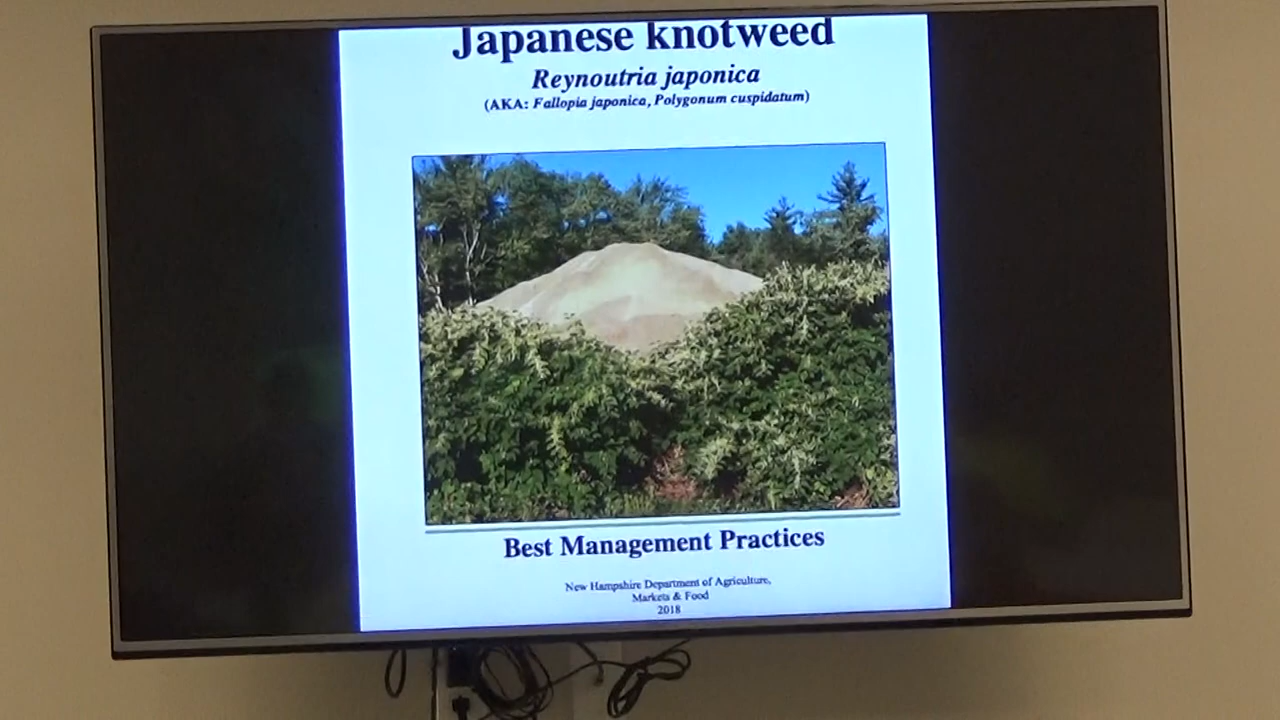 Japanese knotweed
Reynoutria japonica
(AKA: Fallopia japonica, Polygonum cuspidatum)
Best Management Practices
New Hampshire Department of Agriculture,
Markets & Food
2018